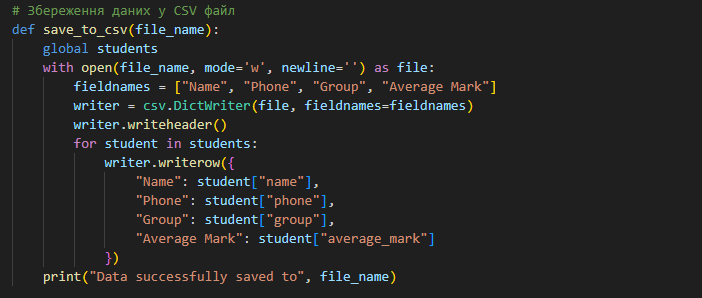 # Збереження даних у CSV файл
def save_to_csv(file_name):
    global students
    with open(file_name, mode='w', newline='') as file:
        fieldnames = ["Name", "Phone", "Group", "Average Mark"]
        writer = csv.DictWriter(file, fieldnames=fieldnames)
        writer.writeheader()
        for student in students:
            writer.writerow({
                "Name": student["name"],
                "Phone": student["phone"],
                "Group": student["group"],
                "Average Mark": student["average_mark"]
            })
    print("Data successfully saved to", file_name)